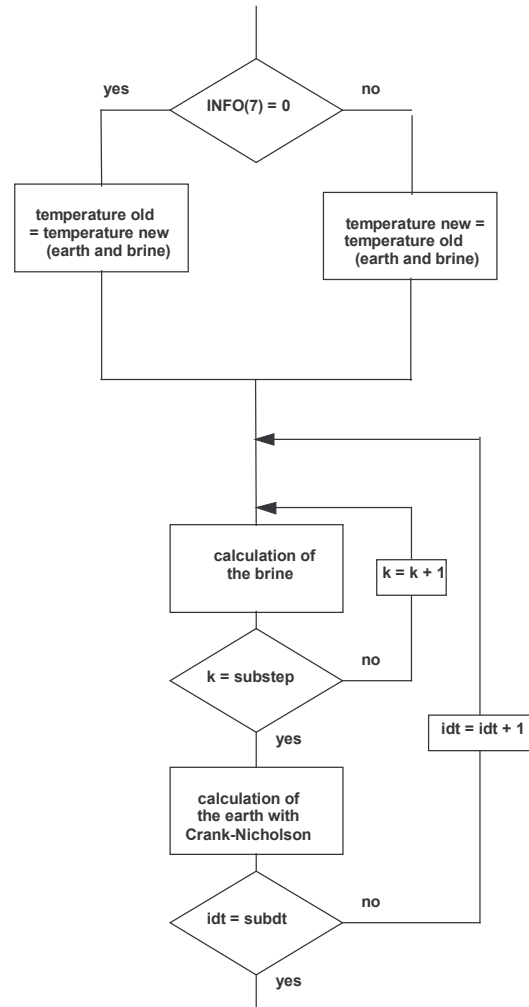 INFO(7) = 0
yes
no
temperature old
= temperature new
(earth and brine)
temperature new =
temperature old
(earth and brine)
calculation of
the brine
k = k + 1
k = substep
no
yes
idt = idt + 1
calculation of
the earth with
Crank-Nicholson
idt = subdt
no
yes